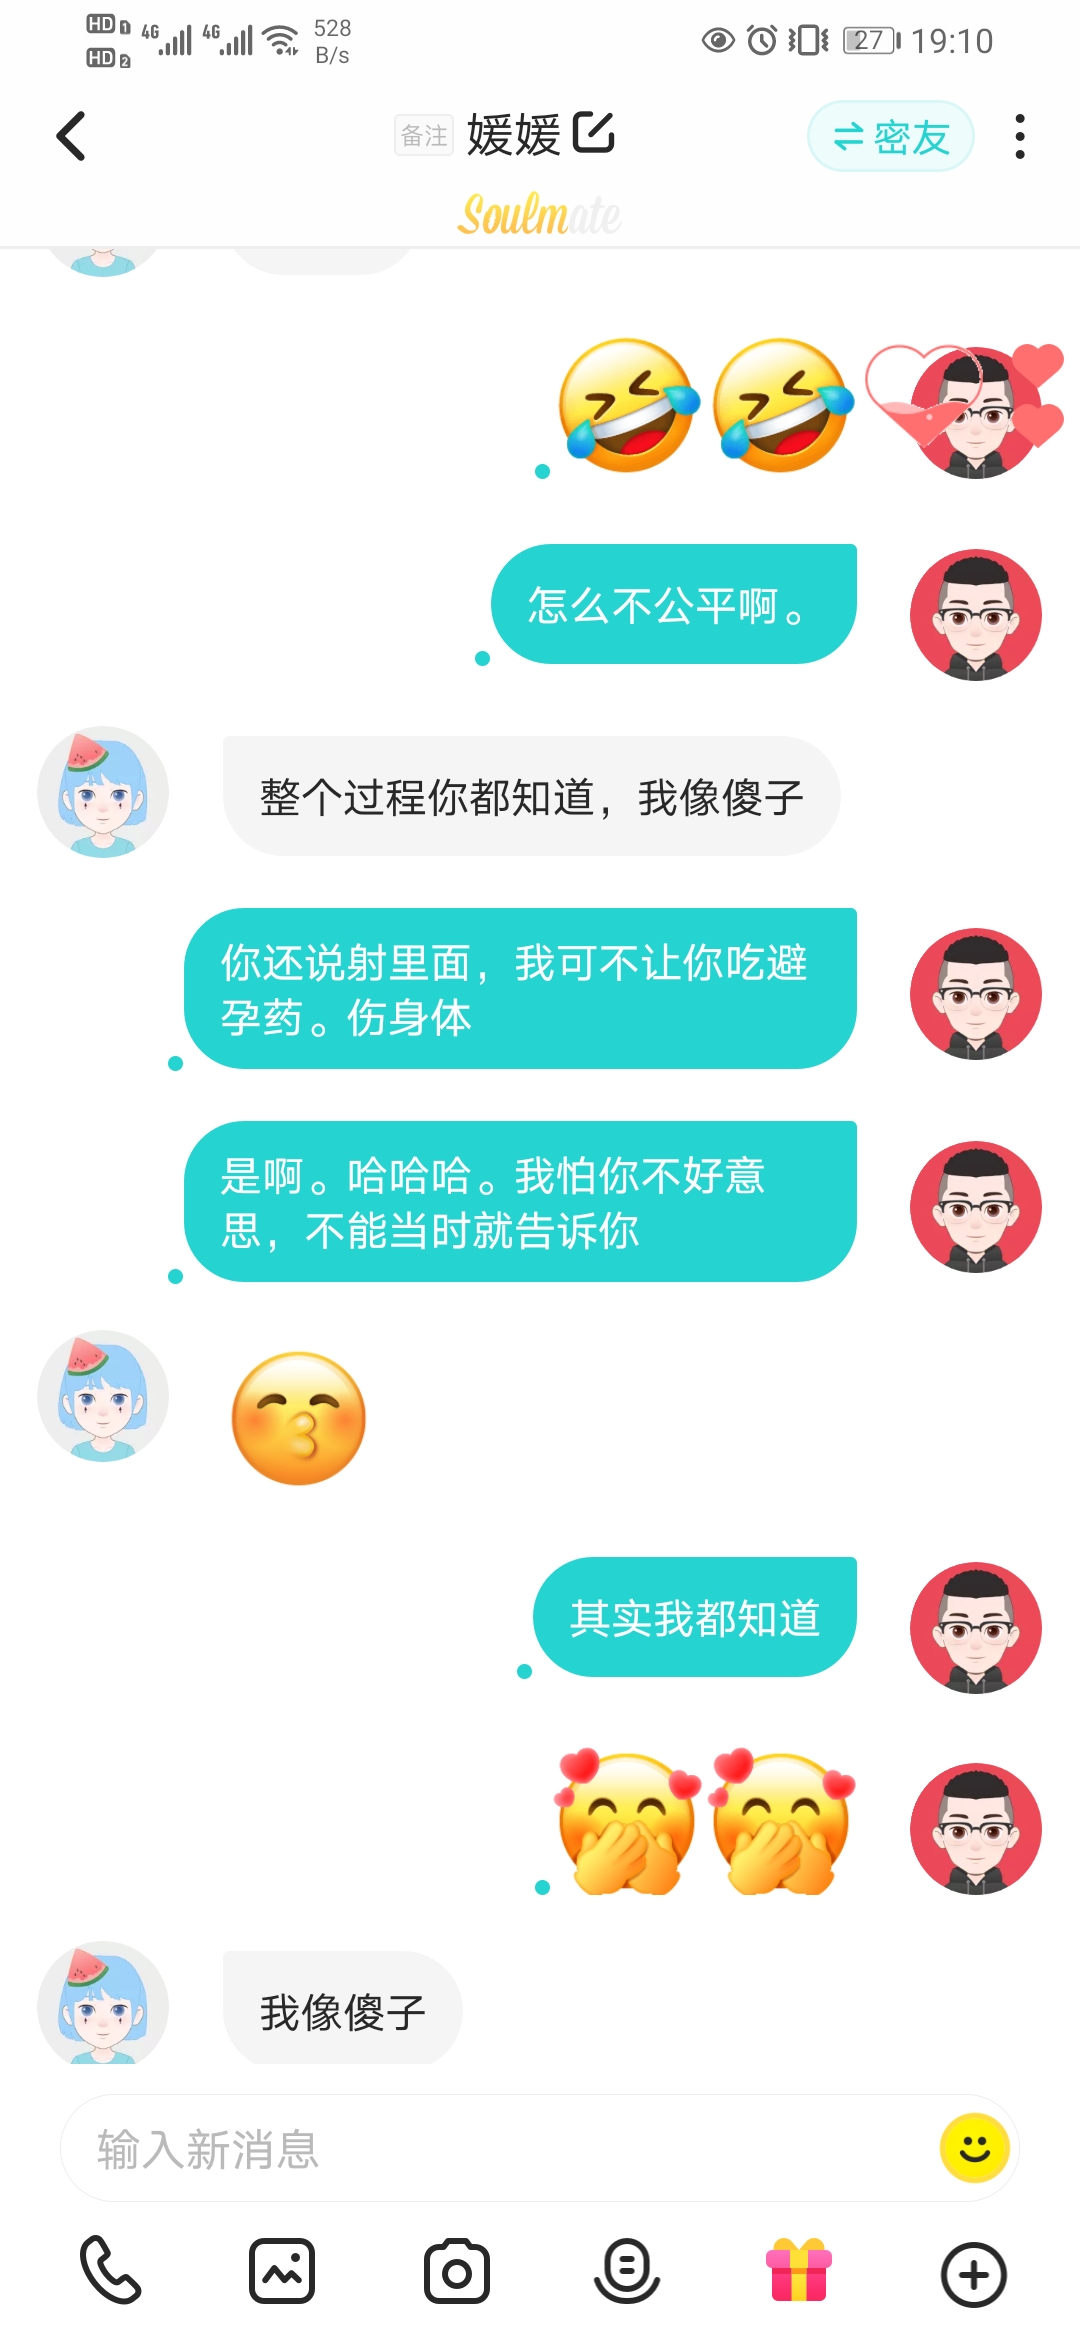 HD 1 4G 4G 528
HD 2 B/s
27 19:10
备注 媛媛
密友
Soulmate
怎么不公平啊。
整个过程你都知道，我像傻子
你还说射里面，我可不让你吃避
孕药。伤身体
是啊。哈哈哈。我怕你不好意
思，不能当时就告诉你
其实我都知道
我像傻子
输入新消息